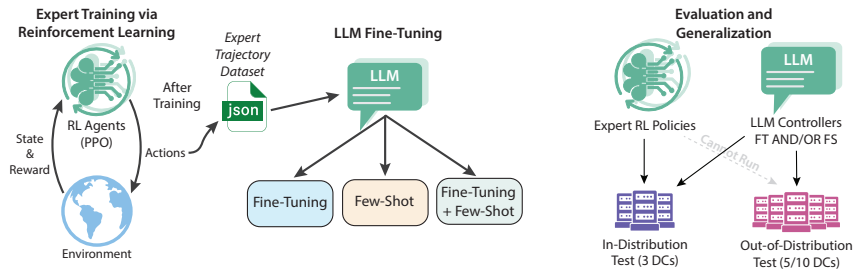 Expert Training via
Reinforcement Learning
RL Agents
(PPO)
State
&
Reward
Actions
Environment
After
Training
Expert
Trajectory
Dataset
json
LLM Fine-Tuning
LLM
Fine-Tuning
Few-Shot
Fine-Tuning
+ Few-Shot
Evaluation and
Generalization
Expert RL Policies
LLM
LLM Controllers
FT AND/OR FS
Cannot Run
In-Distribution
Test (3 DCs)
Out-of-Distribution
Test (5/10 DCs)